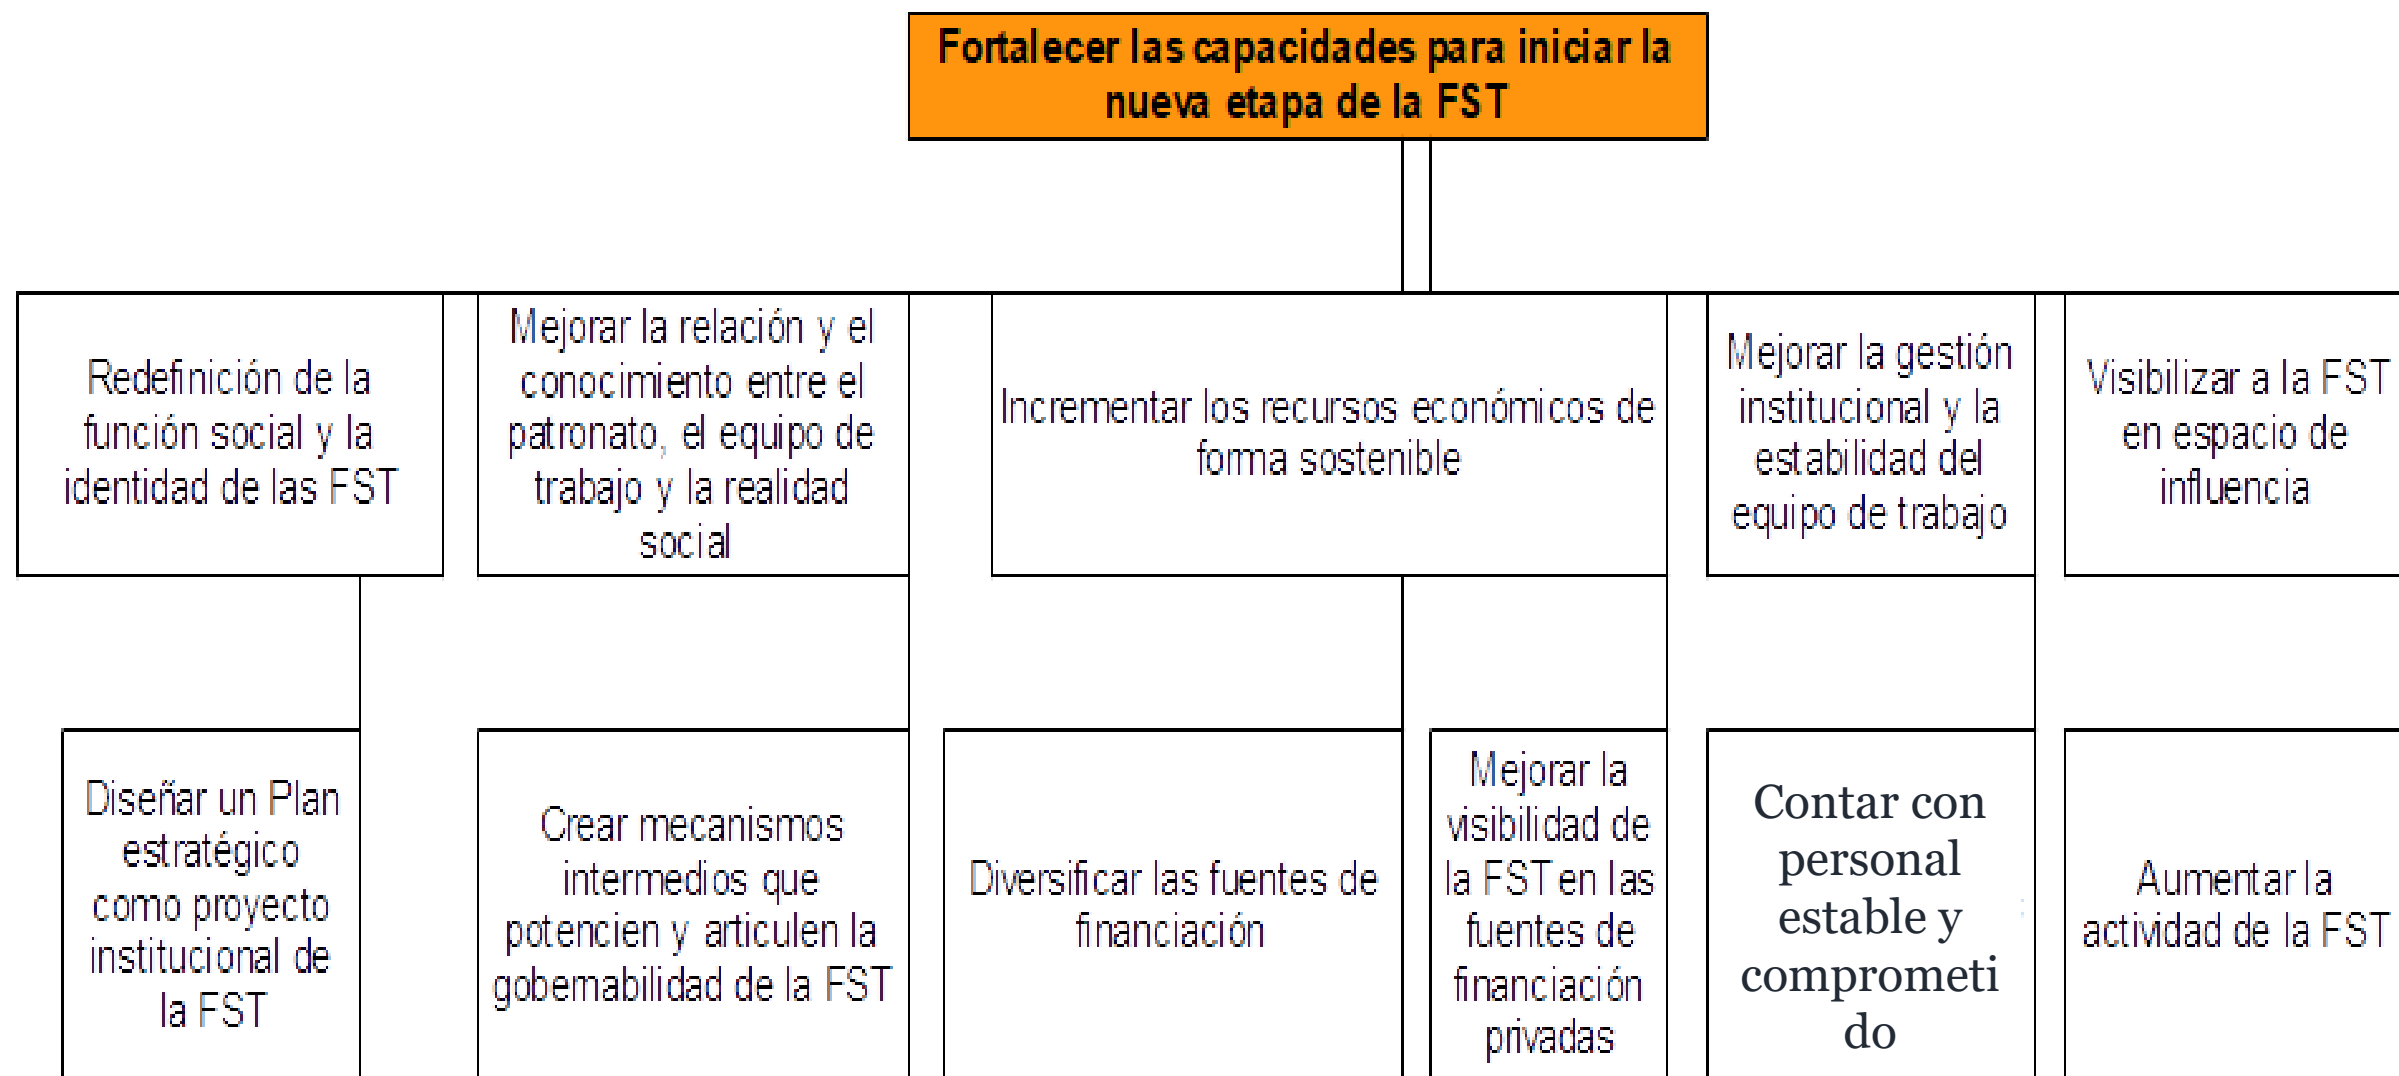 Fortalecer las capacidades para iniciar la
nueva etapa de la FST
Redefinición de la
función social y la
identidad de las FST
Mejorar la relación y el
conocimiento entre el
patronato, el equipo de
trabajo y la realidad
social
Incrementar los recursos económicos de
forma sostenible
Mejorar la gestión
institucional y la
estabilidad del
equipo de trabajo
Visibilizar a la FST
en espacio de
influencia
Diseñar un Plan
estratégico
como proyecto
institucional de
la FST
Crear mecanismos
intermedios que
potencien y articulen la
gobernabilidad de la FST
Diversificar las fuentes de
financiación
Mejorar la
visibilidad de
la FST en las
fuentes de
financiación
privadas
Contar con
personal
estable y
comprometi
do
Aumentar la
actividad de la FST